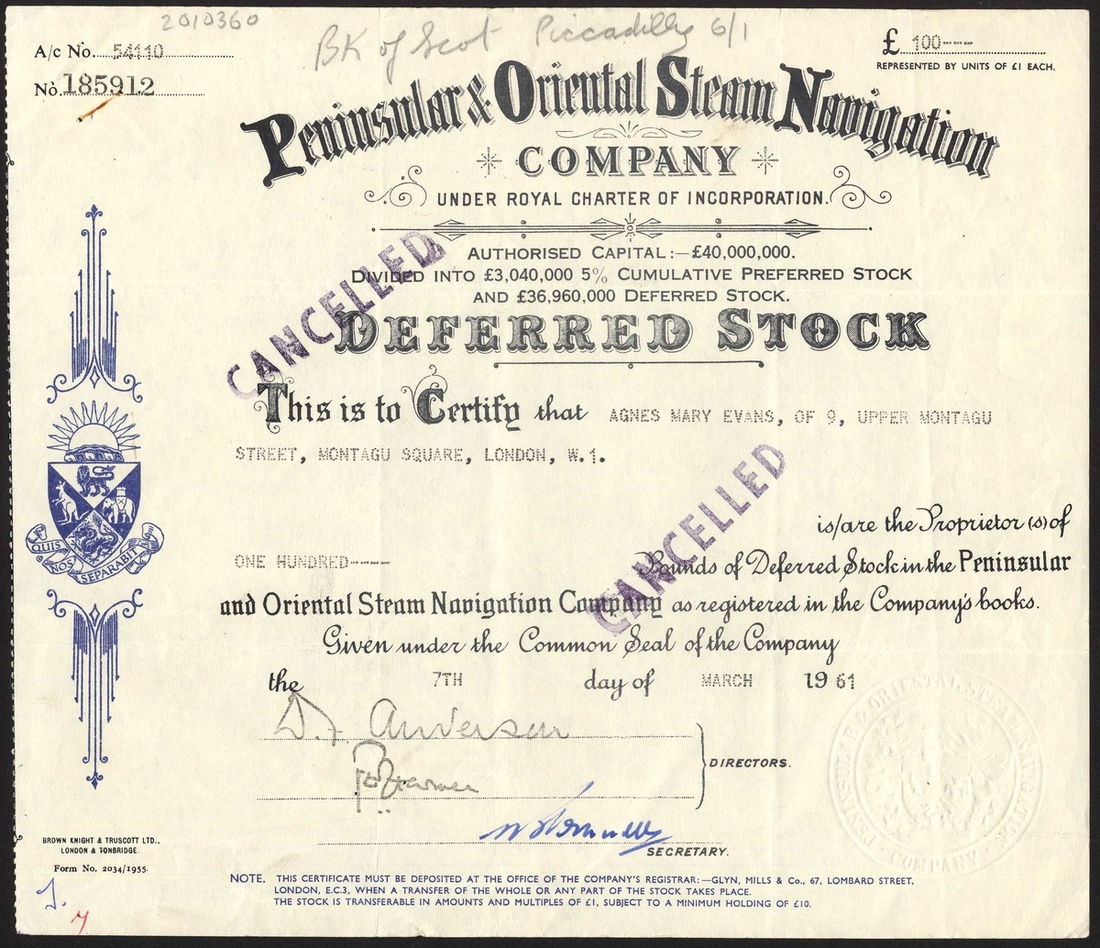 2010360
BK of Scot Piccadilly 6/1
A/c No. 54110
£ 100----
REPRESENTED BY UNITS OF £1 EACH.
No. 185912
Peninsular & Oriental Steam Navigation
COMPANY
UNDER ROYAL CHARTER OF INCORPORATION.
AUTHORISED CAPITAL:—£40,000,000.
DIVIDED INTO £3,040,000 5% CUMULATIVE PREFERRED STOCK
AND £36,960,000 DEFERRED STOCK.
CANCELLED
DEFERRED STOCK
This is to Certify that AGNES MARY EVANS, OF 9, UPPER MONTAGU
STREET, MONTAGU SQUARE, LONDON, W.1.
CANCELLED
is/are the Proprietor(s) of
ONE HUNDRED------ Pounds of Deferred Stock in the Peninsular
and Oriental Steam Navigation Company as registered in the Company's books.
Given under the Common Seal of the Company
the 7TH day of MARCH 1961
QUIS NOS SEPARABIT
D.F. Anderson
DIRECTORS.
SECRETARY.
PENINSULAR & ORIENTAL STEAM NAVIGATION
COMPANY
BROWN KNIGHT & TRUSCOTT LTD.,
LONDON & TONBRIDGE.
Form No. 2034/1955.
NOTE. THIS CERTIFICATE MUST BE DEPOSITED AT THE OFFICE OF THE COMPANY'S REGISTRAR:—GLYN, MILLS & Co., 67, LOMBARD STREET,
LONDON, E.C.3, WHEN A TRANSFER OF THE WHOLE OR ANY PART OF THE STOCK TAKES PLACE.
THE STOCK IS TRANSFERABLE IN AMOUNTS AND MULTIPLES OF £1, SUBJECT TO A MINIMUM HOLDING OF £10.